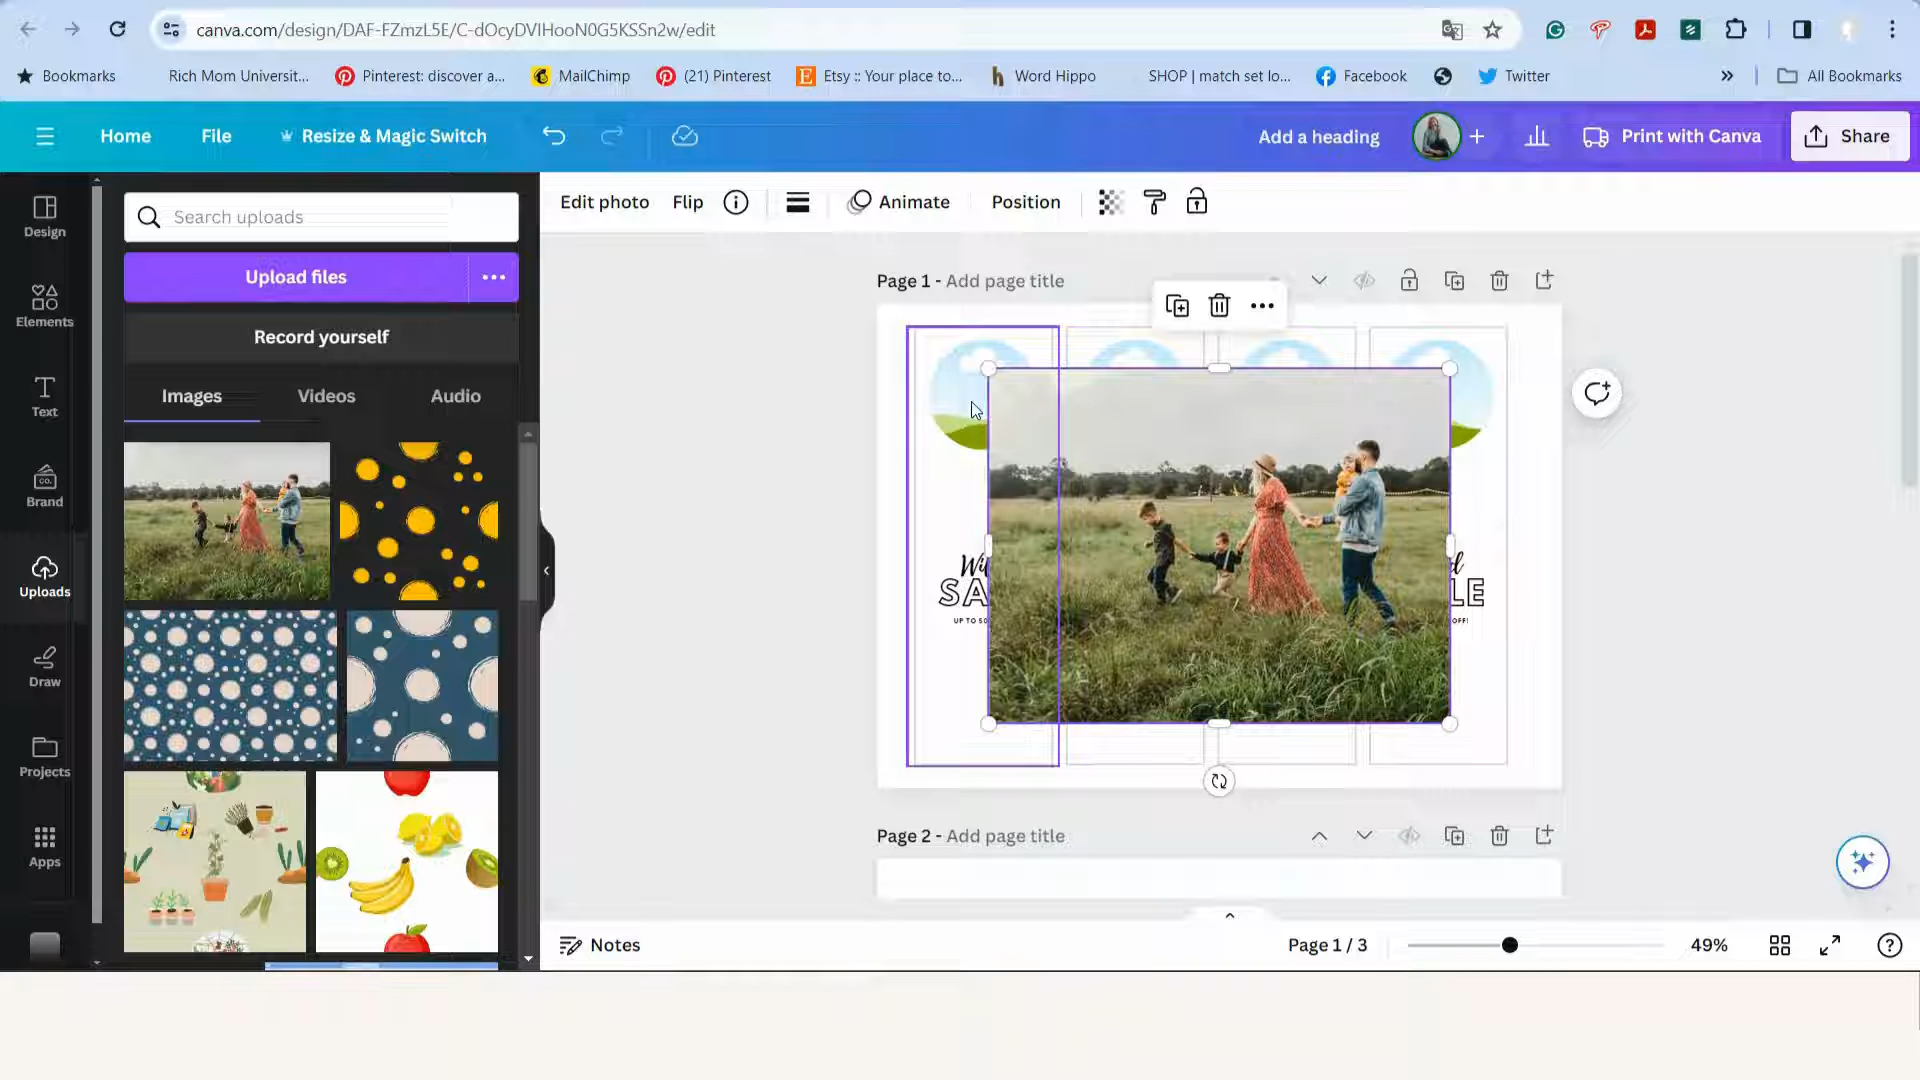 canva.com/design/DAF-FZmzL5E/C-dOcyDVIHooN0G5KSSn2w/edit
Bookmarks Rich Mom Universit... Pinterest: discover a... MailChimp (21) Pinterest Etsy :: Your place to... Word Hippo SHOP | match set lo... Facebook Twitter » All Bookmarks
Home File Resize & Magic Switch Add a heading + Print with Canva Share
Design
Elements
Text
Brand
Uploads
Draw
Projects
Apps
Search uploads
Upload files
Record yourself
Images Videos Audio
Edit photo Flip Animate Position
Page 1 - Add page title
SA
LE
UP TO 50
OFF!
Page 2 - Add page title
Notes
Page 1 / 3
49%